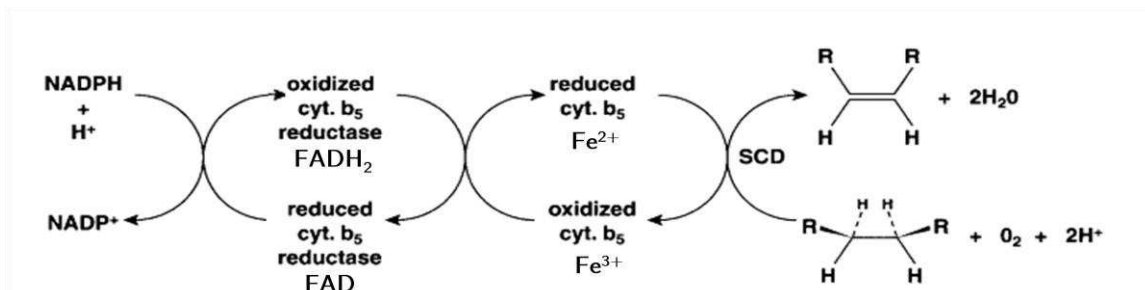 NADPH
+
H⁺
NADP⁺
oxidized
cyt. b₅
reductase
FADH₂
reduced
cyt. b₅
reductase
FAD
reduced
cyt. b₅
Fe²⁺
oxidized
cyt. b₅
Fe³⁺
SCD
R R
H H
+ 2H₂0
H H
R R
H H
+ 0₂ + 2H⁺